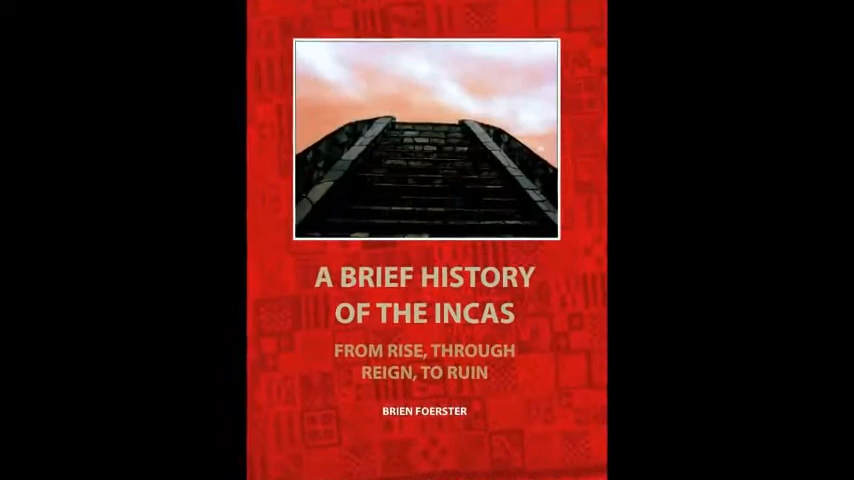 A BRIEF HISTORY
OF THE INCAS
FROM RISE, THROUGH
REIGN, TO RUIN
BRIEN FOERSTER